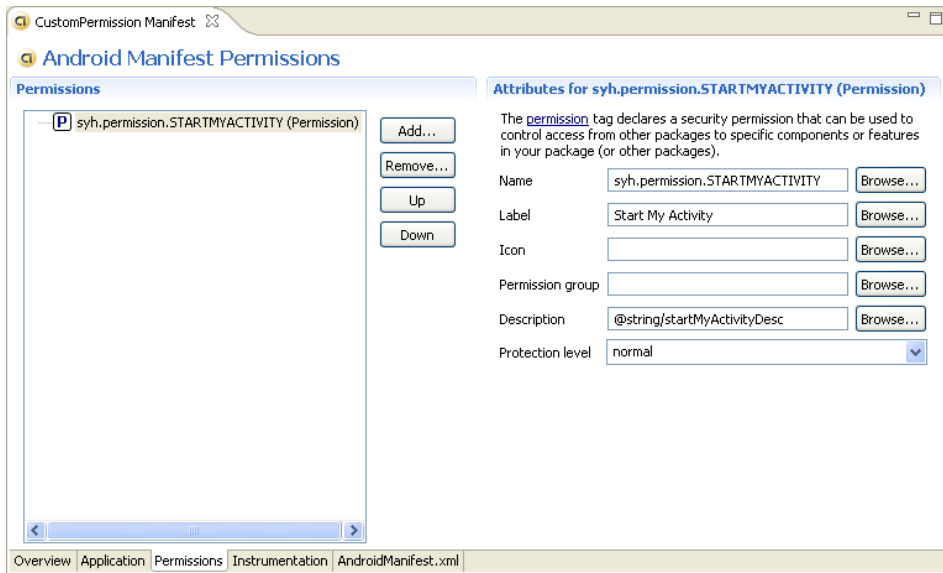 CustomPermission Manifest
Android Manifest Permissions
Permissions
P syh.permission.STARTMYACTIVITY (Permission)
Add...
Remove...
Up
Down
Attributes for syh.permission.STARTMYACTIVITY (Permission)
The permission tag declares a security permission that can be used to
control access from other packages to specific components or features
in your package (or other packages).
Name syh.permission.STARTMYACTIVITY Browse...
Label Start My Activity Browse...
Icon Browse...
Permission group Browse...
Description @string/startMyActivityDesc Browse...
Protection level normal
Overview Application Permissions Instrumentation AndroidManifest.xml